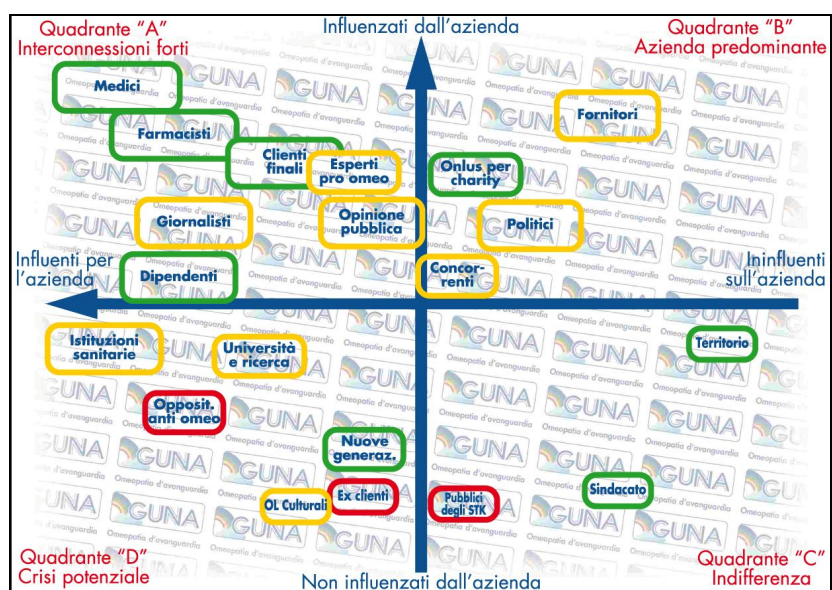 Quadrante "A"
Interconnessioni forti
Influenzati dall'azienda
Quadrante "B"
Azienda predominante
Medici
Fornitori
Farmacisti
Clienti
finali
Esperti
pro omeo
Onlus per
charity
Giornalisti
Opinione
pubblica
Politici
Influenti per
l'azienda
Dipendenti
Concor-
renti
Ininfluenti
sull'azienda
Istituzioni
sanitarie
Università
e ricerca
Territorio
Opposit.
anti omeo
Nuove
generaz.
OL Culturali
Ex clienti
Pubblici
degli STK
Sindacato
Quadrante "D"
Crisi potenziale
Non influenzati dall'azienda
Quadrante "C"
Indifferenza
GUNA
Omeopatia d'avanguardia